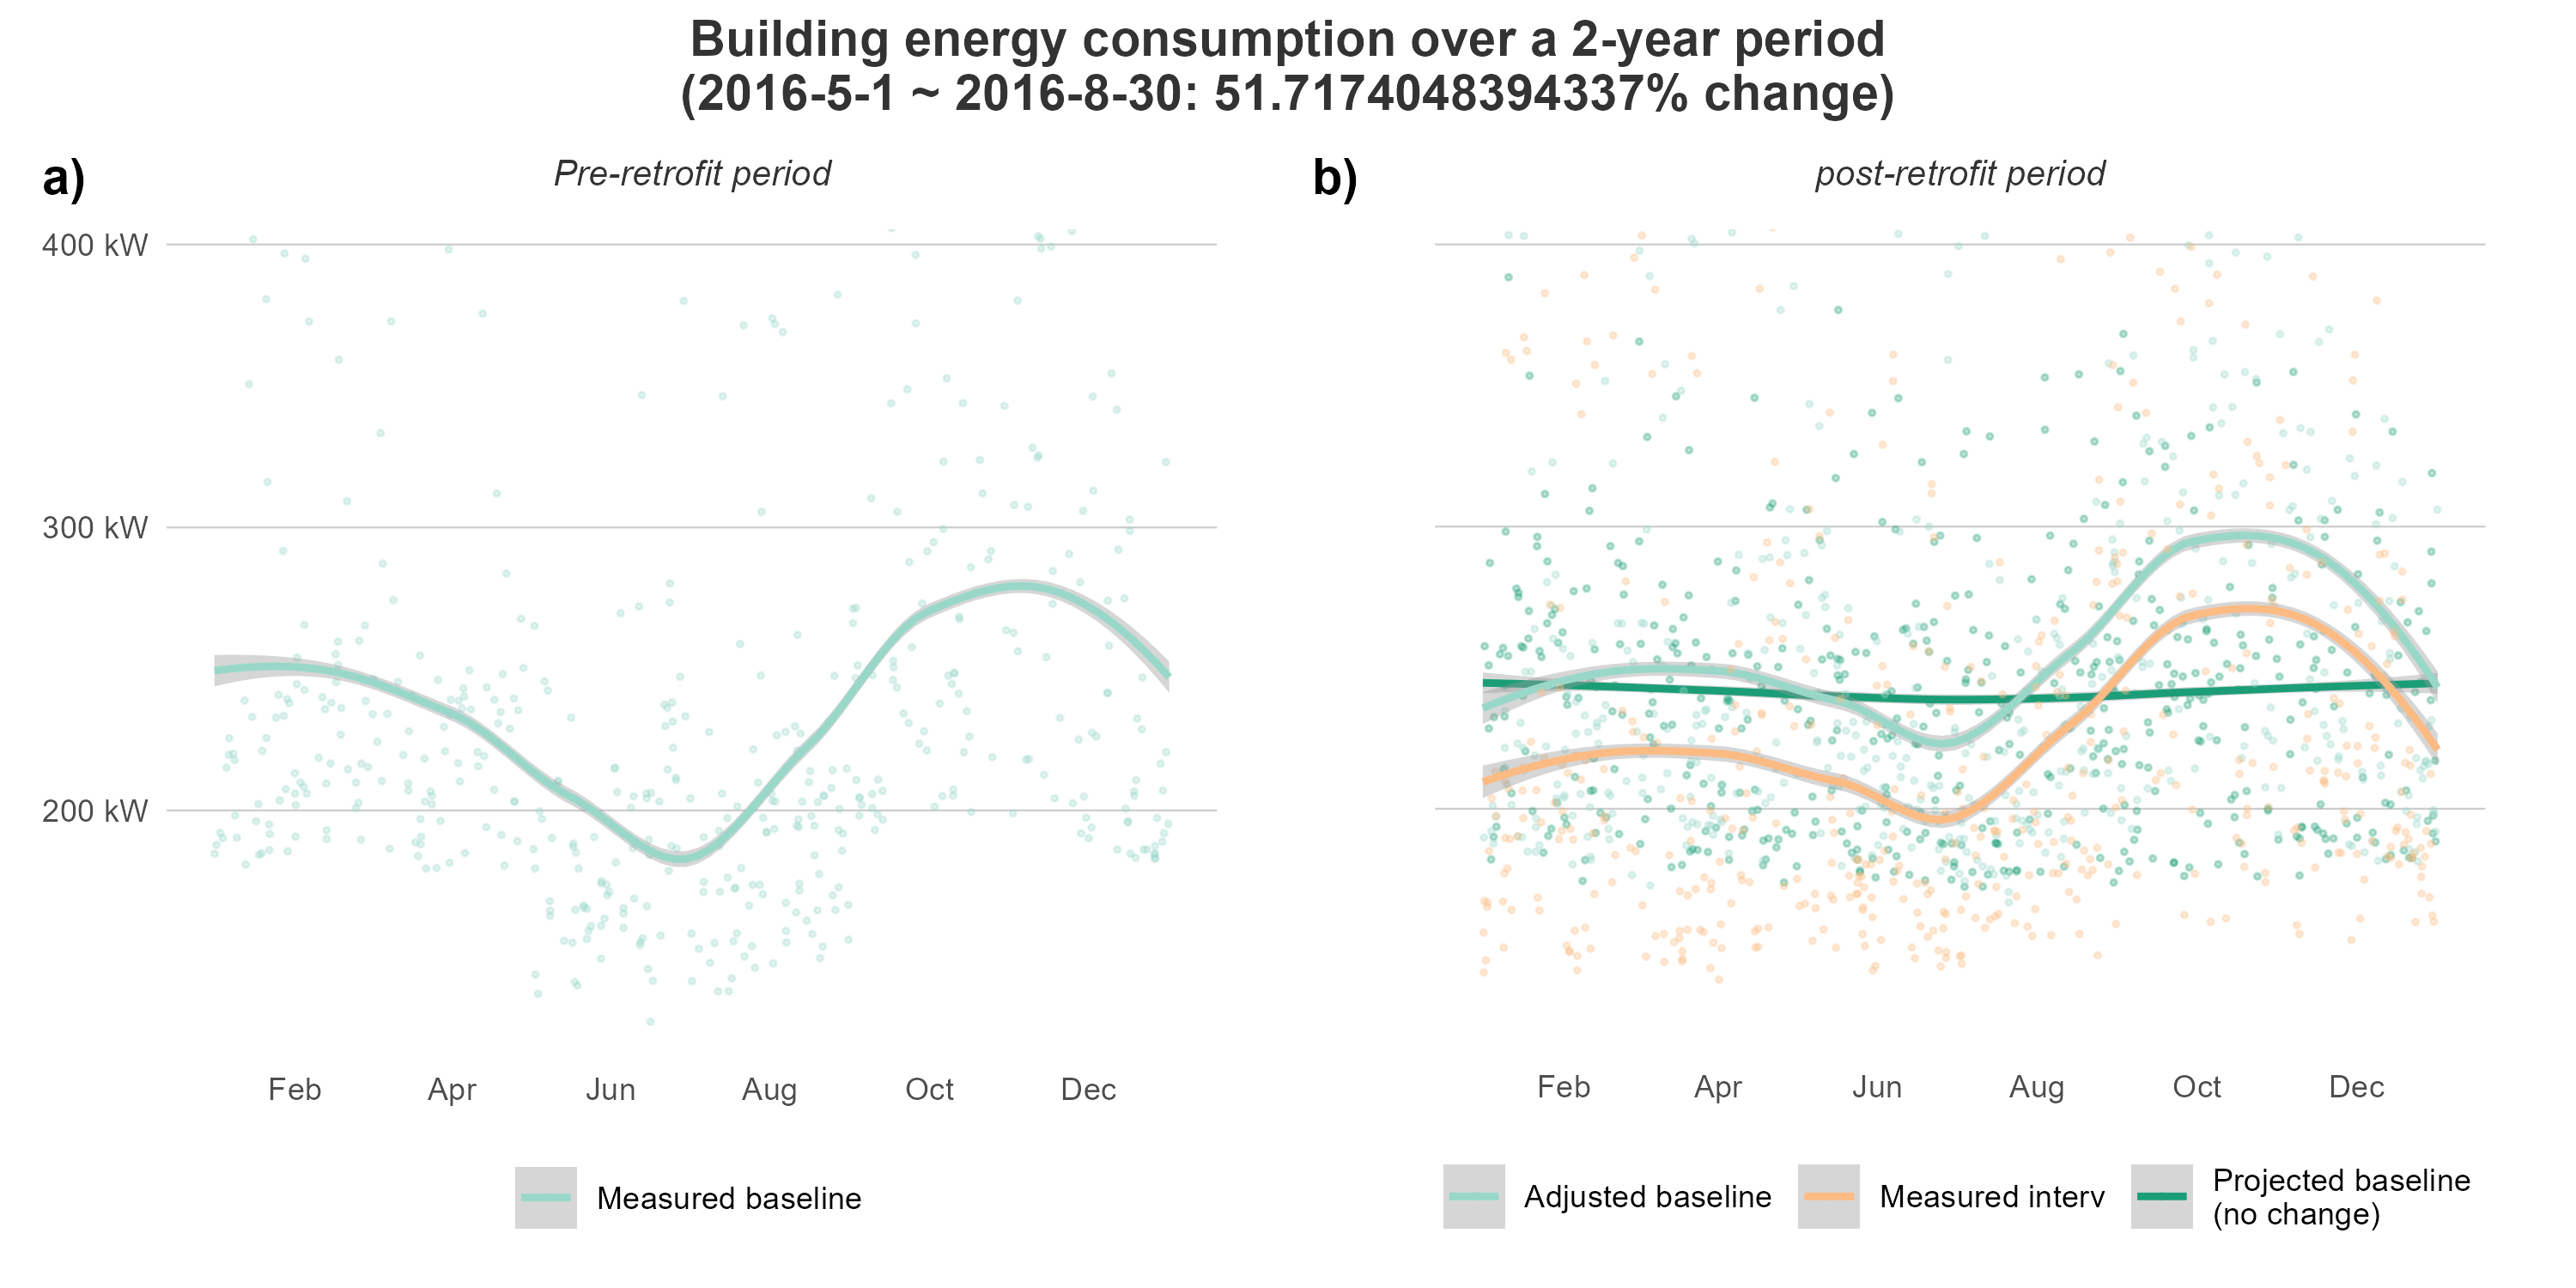 Building energy consumption over a 2-year period
(2016-5-1 ~ 2016-8-30: 51.7174048394337% change)
a)
Pre-retrofit period
400 kW
300 kW
200 kW
Feb Apr Jun Aug Oct Dec
Measured baseline
b)
post-retrofit period
Feb Apr Jun Aug Oct Dec
Adjusted baseline
Measured interv
Projected baseline
(no change)